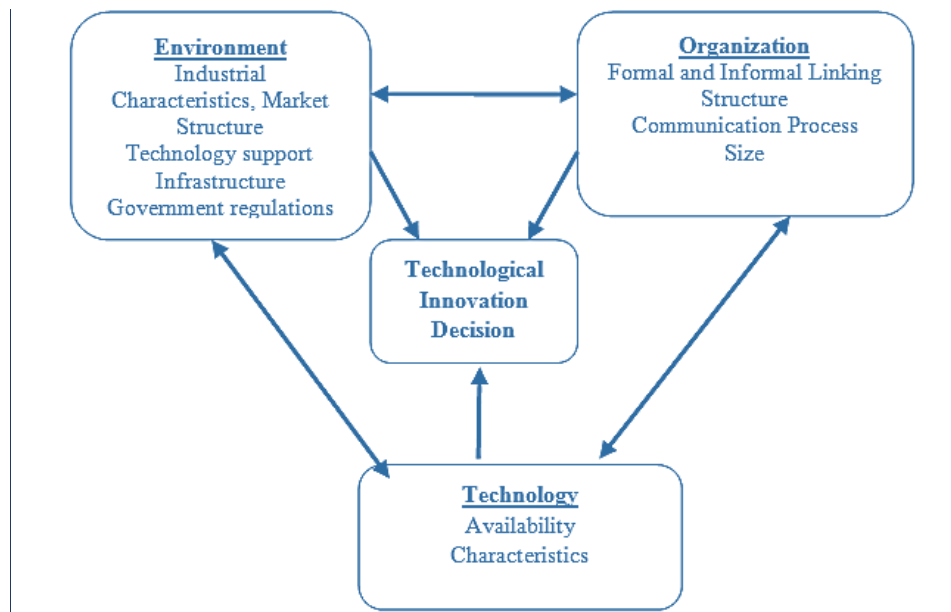 Environment
Industrial
Characteristics, Market
Structure
Technology support
Infrastructure
Government regulations
Organization
Formal and Informal Linking
Structure
Communication Process
Size
Technological
Innovation
Decision
Technology
Availability
Characteristics